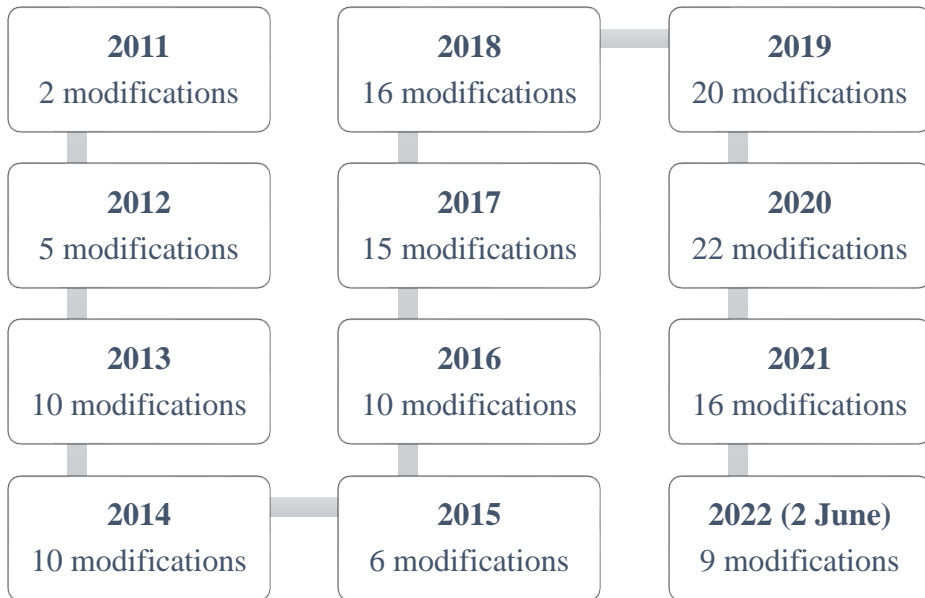 2011
2 modifications
2012
5 modifications
2013
10 modifications
2014
10 modifications
2015
6 modifications
2016
10 modifications
2017
15 modifications
2018
16 modifications
2019
20 modifications
2020
22 modifications
2021
16 modifications
2022 (2 June)
9 modifications